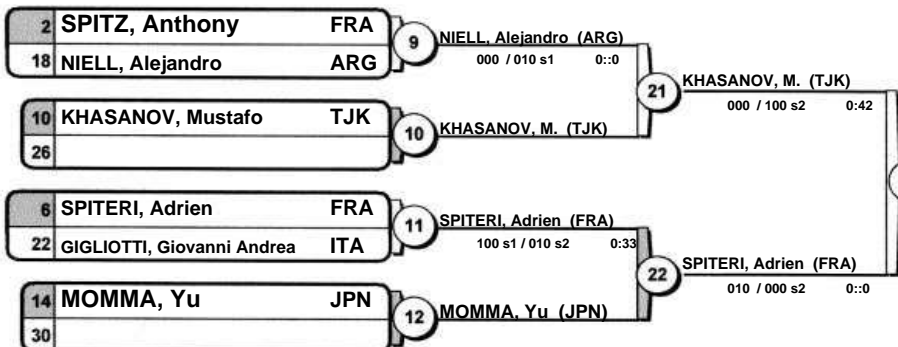 2 SPITZ, Anthony FRA
18 NIELL, Alejandro ARG
9
NIELL, Alejandro (ARG)
000 / 010 s1 0::0
10 KHASANOV, Mustafo TJK
26
10
KHASANOV, M. (TJK)
21
KHASANOV, M. (TJK)
000 / 100 s2 0:42
6 SPITERI, Adrien FRA
22 GIGLIOTTI, Giovanni Andrea ITA
11
SPITERI, Adrien (FRA)
100 s1 / 010 s2 0:33
14 MOMMA, Yu JPN
30
12
MOMMA, Yu (JPN)
22
SPITERI, Adrien (FRA)
010 / 000 s2 0::0